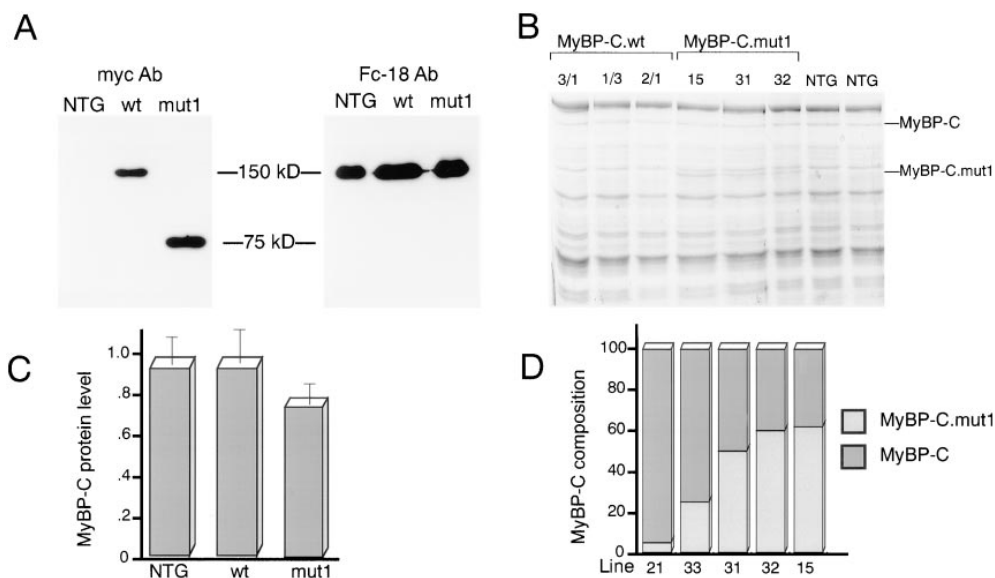 A
myc Ab
NTG wt mut1
150 kD
75 kD
Fc-18 Ab
NTG wt mut1
B
MyBP-C.wt MyBP-C.mut1
3/1 1/3 2/1 15 31 32 NTG NTG
MyBP-C
MyBP-C.mut1
C
MyBP-C protein level
1.0
.8
.6
.4
.2
0
NTG wt mut1
D
MyBP-C composition
100
80
60
40
20
0
Line 21 33 31 32 15
MyBP-C.mut1
MyBP-C